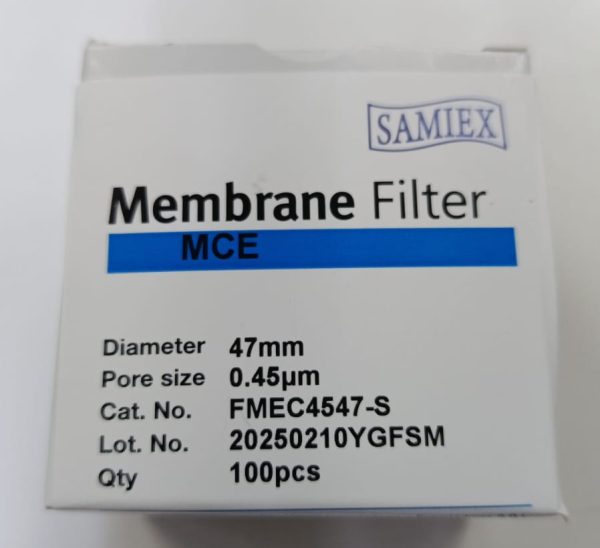 SAMIEX
Membrane Filter
MCE
Diameter 47mm
Pore size 0.45µm
Cat. No. FMEC4547-S
Lot. No. 20250210YGFSM
Qty 100pcs